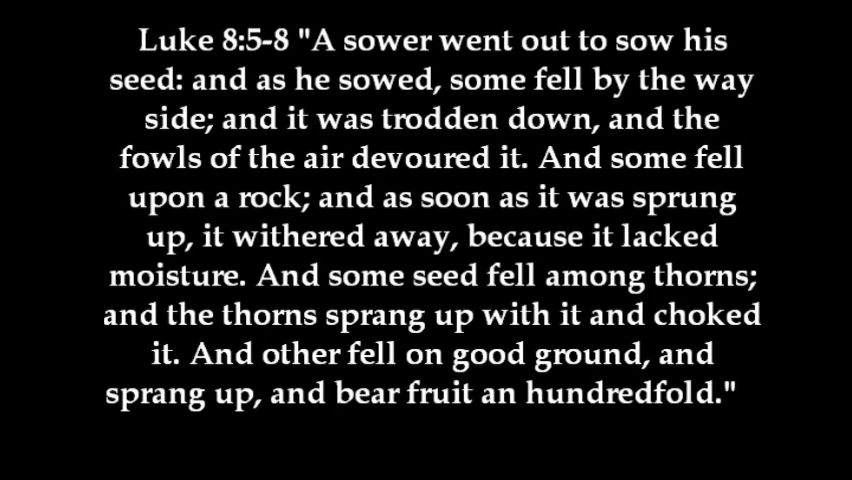 Luke 8:5-8 "A sower went out to sow his
seed: and as he sowed, some fell by the way
side; and it was trodden down, and the
fowls of the air devoured it. And some fell
upon a rock; and as soon as it was sprung
up, it withered away, because it lacked
moisture. And some seed fell among thorns;
and the thorns sprang up with it and choked
it. And other fell on good ground, and
sprang up, and bear fruit an hundredfold."